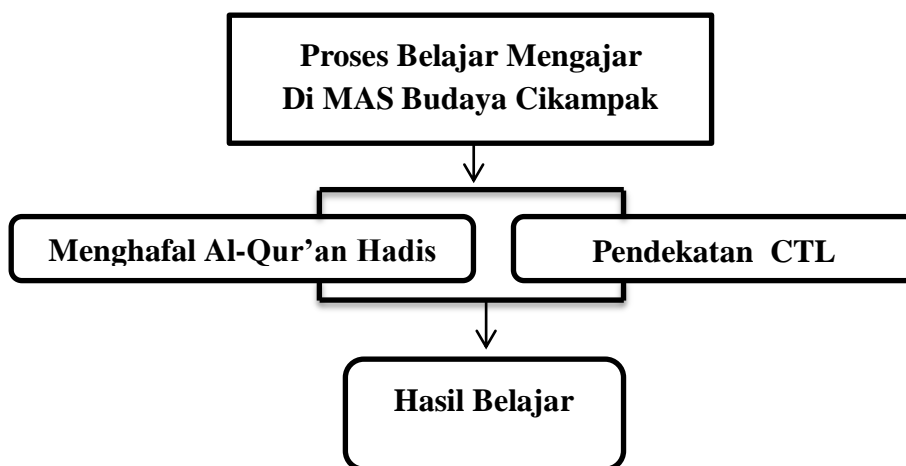 Proses Belajar Mengajar
Di MAS Budaya Cikampak
Menghafal Al-Qur’an Hadis
Pendekatan CTL
Hasil Belajar